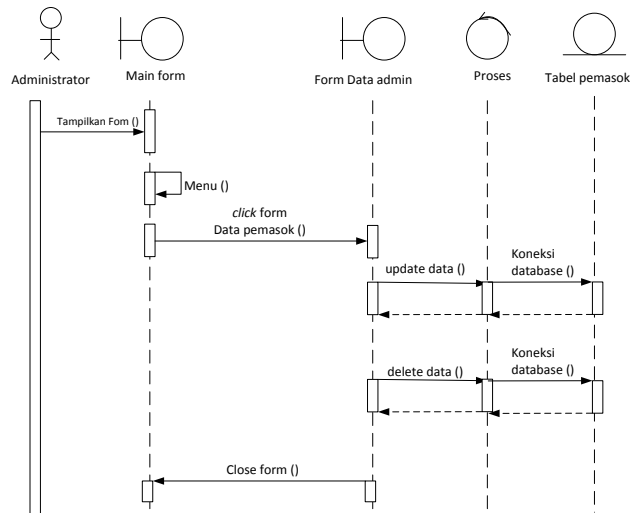 Administrator
Main form
Form Data admin
Proses
Tabel pemasok
Tampilkan Fom ()
Menu ()
click form
Data pemasok ()
update data ()
Koneksi
database ()
delete data ()
Koneksi
database ()
Close form ()